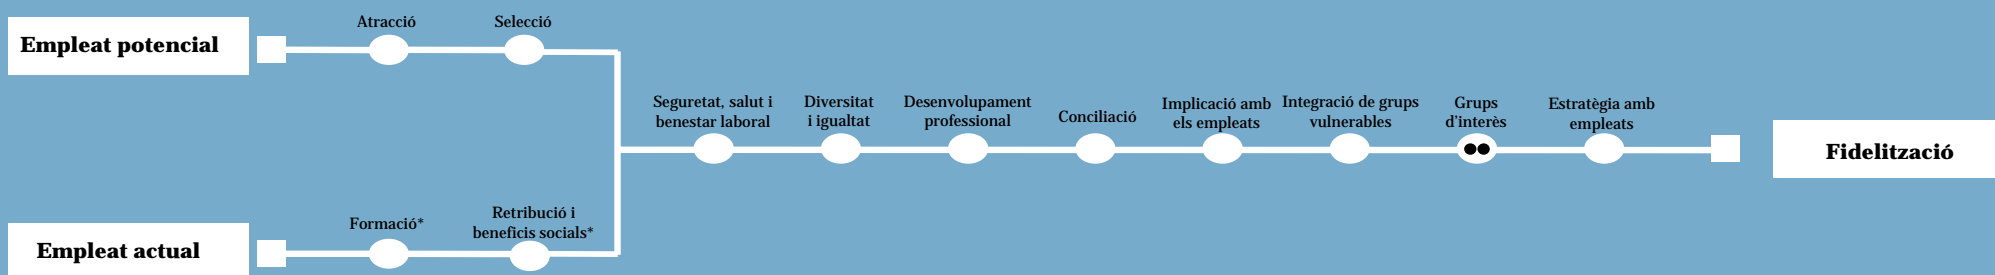 Empleat potencial
Atracció
Selecció
Seguretat, salut i
benestar laboral
Diversitat
i igualtat
Desenvolupament
professional
Conciliació
Implicació amb
els empleats
Integració de grups
vulnerables
Grups
d'interès
Estratègia amb
empleats
Fidelització
Empleat actual
Formació*
Retribució i
beneficis socials*